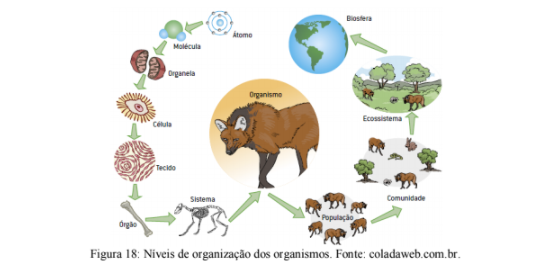 Átomo
Molécula
Organela
Célula
Tecido
Órgão
Sistema
Organismo
População
Comunidade
Ecossistema
Biosfera
Figura 18: Níveis de organização dos organismos. Fonte: coladaweb.com.br.